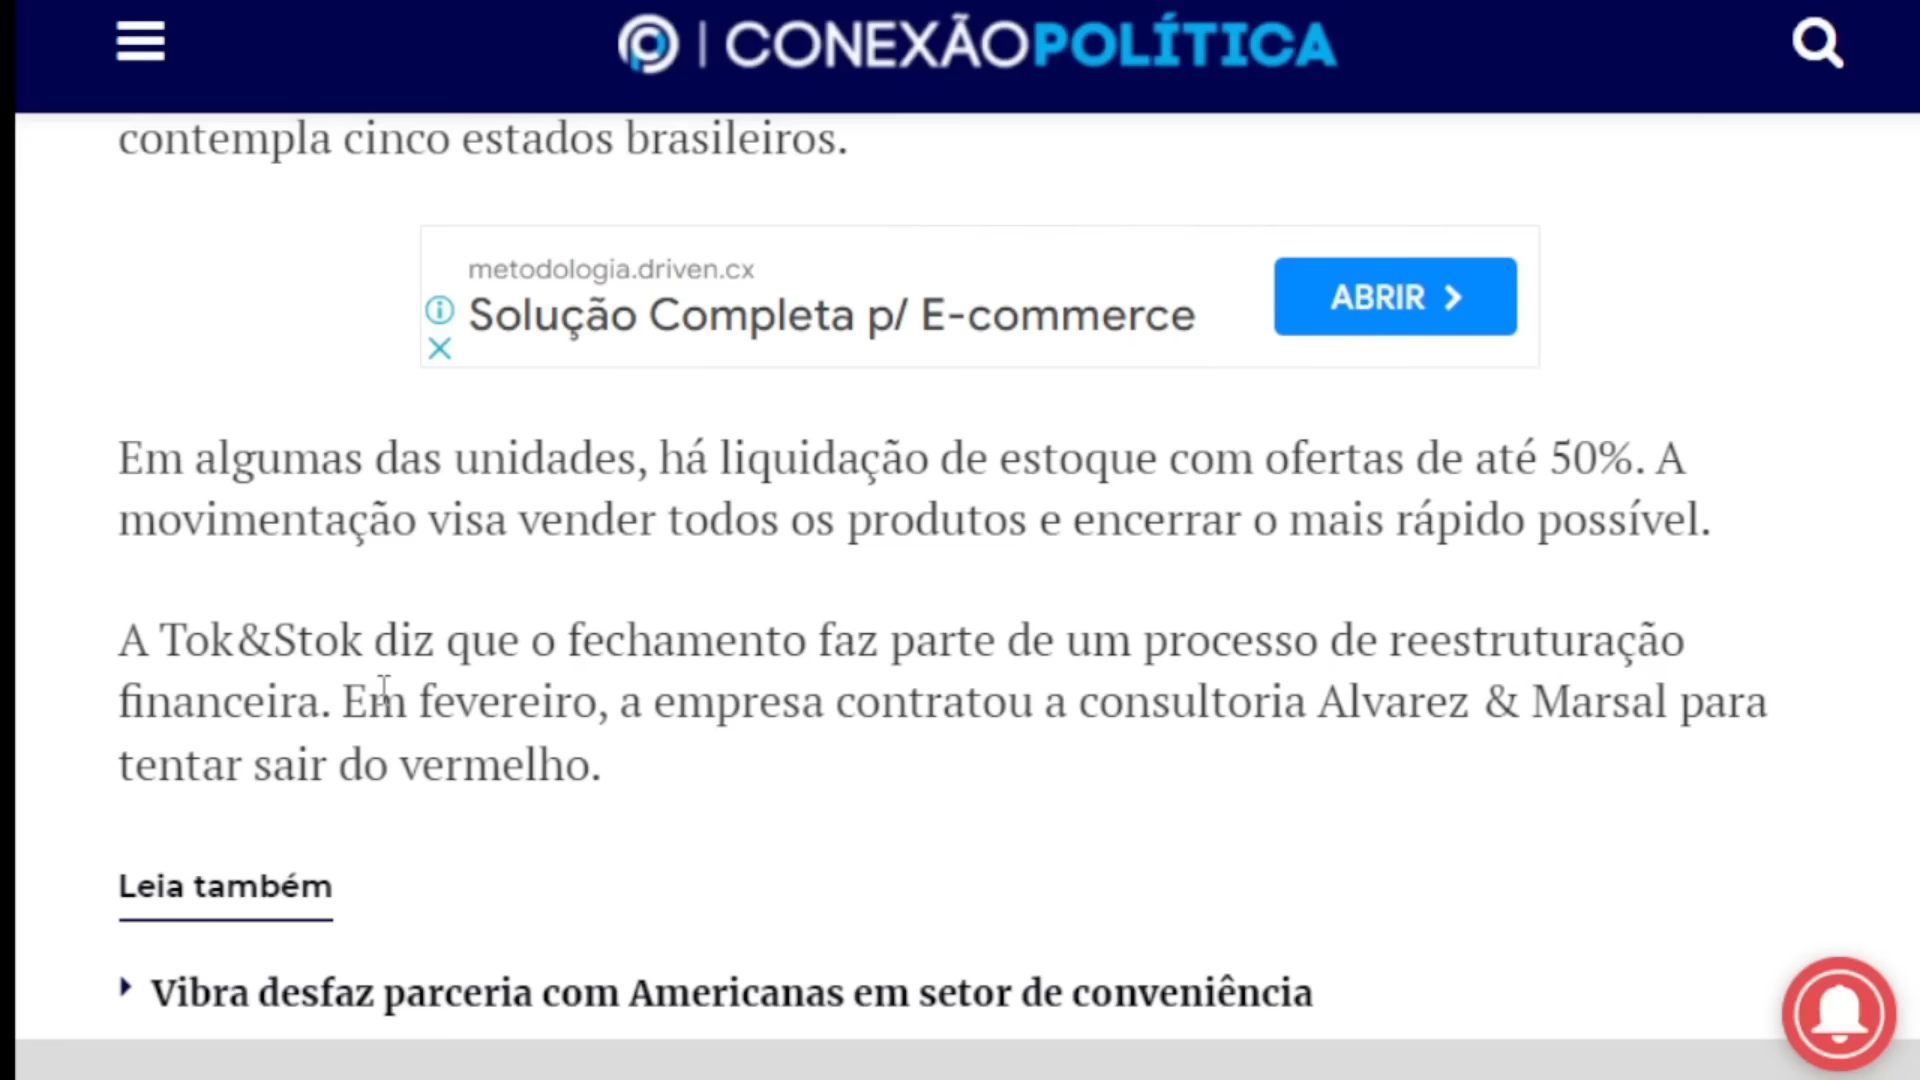 CONEXÃOPOLÍTICA
contempla cinco estados brasileiros.
metodologia.driven.cx
Solução Completa p/ E-commerce
ABRIR
Em algumas das unidades, há liquidação de estoque com ofertas de até 50%. A
movimentação visa vender todos os produtos e encerrar o mais rápido possível.
A Tok&Stok diz que o fechamento faz parte de um processo de reestruturação
financeira. Em fevereiro, a empresa contratou a consultoria Alvarez & Marsal para
tentar sair do vermelho.
Leia também
Vibra desfaz parceria com Americanas em setor de conveniência